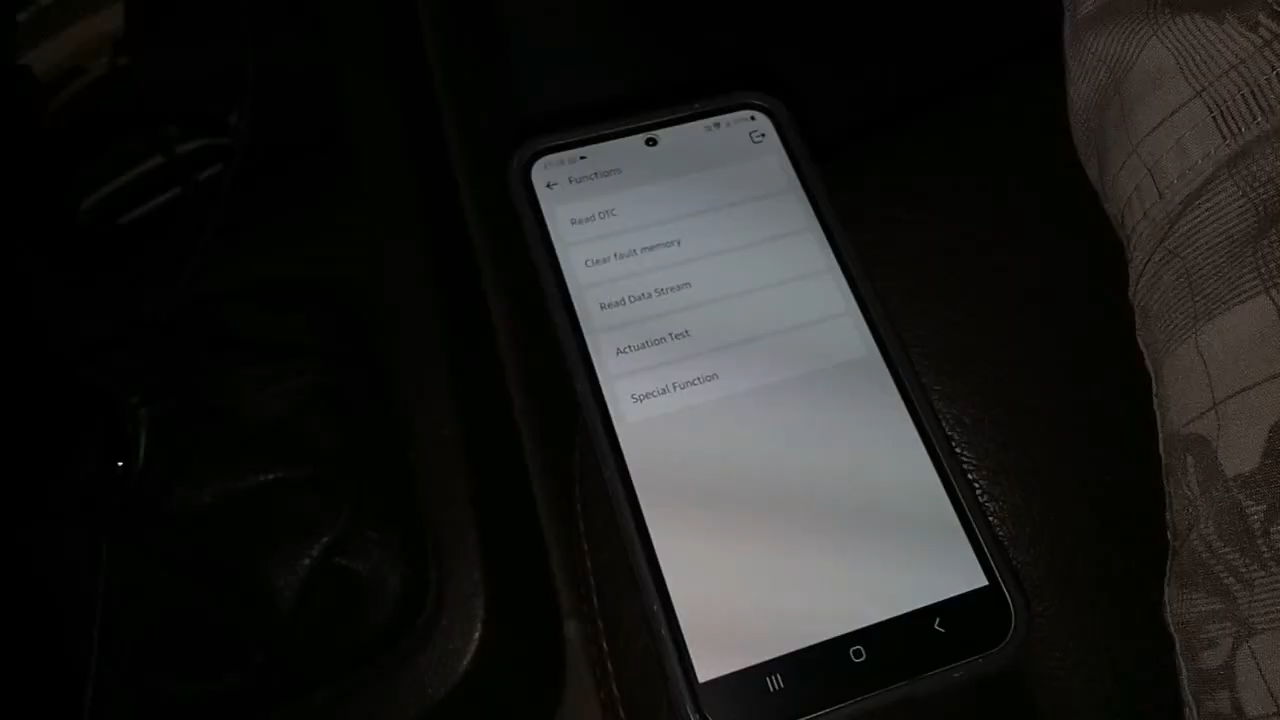 Functions
Read DTC
Clear fault memory
Read Data Stream
Actuation Test
Special Function